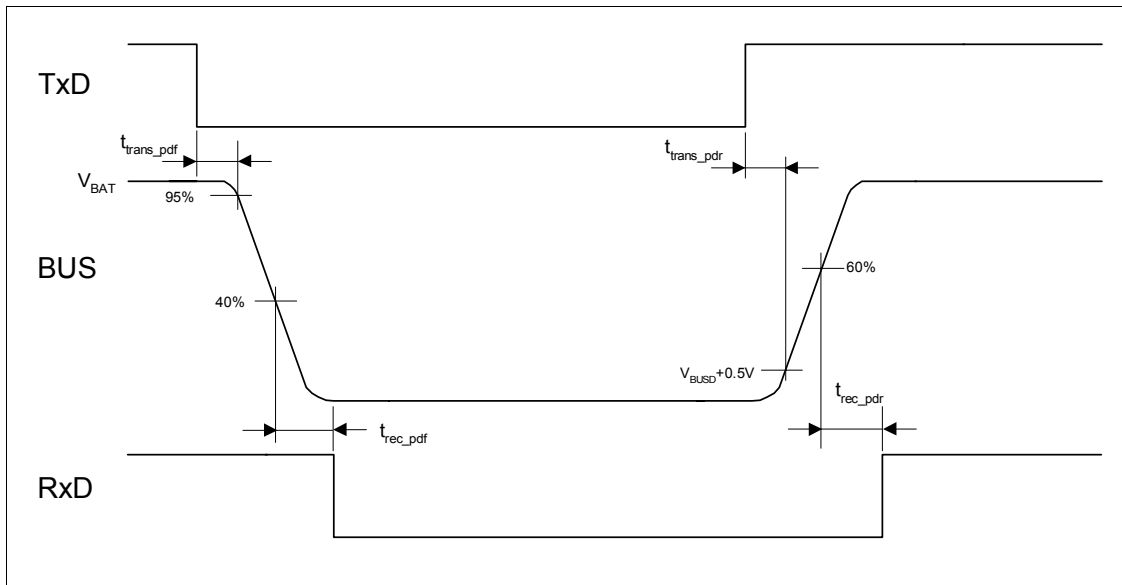 TxD
t_trans_pdf
t_trans_pdr
V_BAT
95%
BUS
60%
40%
V_BUSD+0.5V
t_rec_pdr
t_rec_pdf
RxD